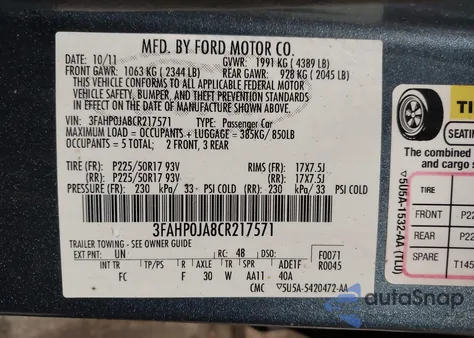 MFD. BY FORD MOTOR CO.
DATE: 10/11 GVWR: 1991 KG ( 4389 LB)
FRONT GAWR: 1063 KG ( 2344 LB) REAR GAWR: 928 KG ( 2045 LB)
THIS VEHICLE CONFORMS TO ALL APPLICABLE FEDERAL MOTOR
VEHICLE SAFETY, BUMPER, AND THEFT PREVENTION STANDARDS
IN EFFECT ON THE DATE OF MANUFACTURE SHOWN ABOVE.
VIN: 3FAHP0JA8CR217571 TYPE: Passenger Car
MAXIMUM LOAD = OCCUPANTS + LUGGAGE = 385KG/ 850LB
OCCUPANTS = 5 TOTAL: 2 FRONT, 3 REAR
TIRE (FR): P225/50R17 93V RIMS (FR): 17X7.5J
(RR): P225/50R17 93V (RR): 17X7.5J
PRESSURE (FR): 230 kPa/ 33 PSI COLD (RR): 230 kPa/ 33 PSI COLD
3FAHP0JA8CR217571
TRAILER TOWING - SEE OWNER GUIDE
EXT PNT: UN RC: 48 DSO: F0071
R0045
INT TR TP/PS R AXLE TR SPR ADE1F
FC F 30 W AA11 40A
CMC 5U5A-5420472-AA
TI
SEATING
The combined
and cargo s
TIRE
FRONT P22
REAR P22
SPARE T145
5U5A-1532-AA (TLU)
autoSnap